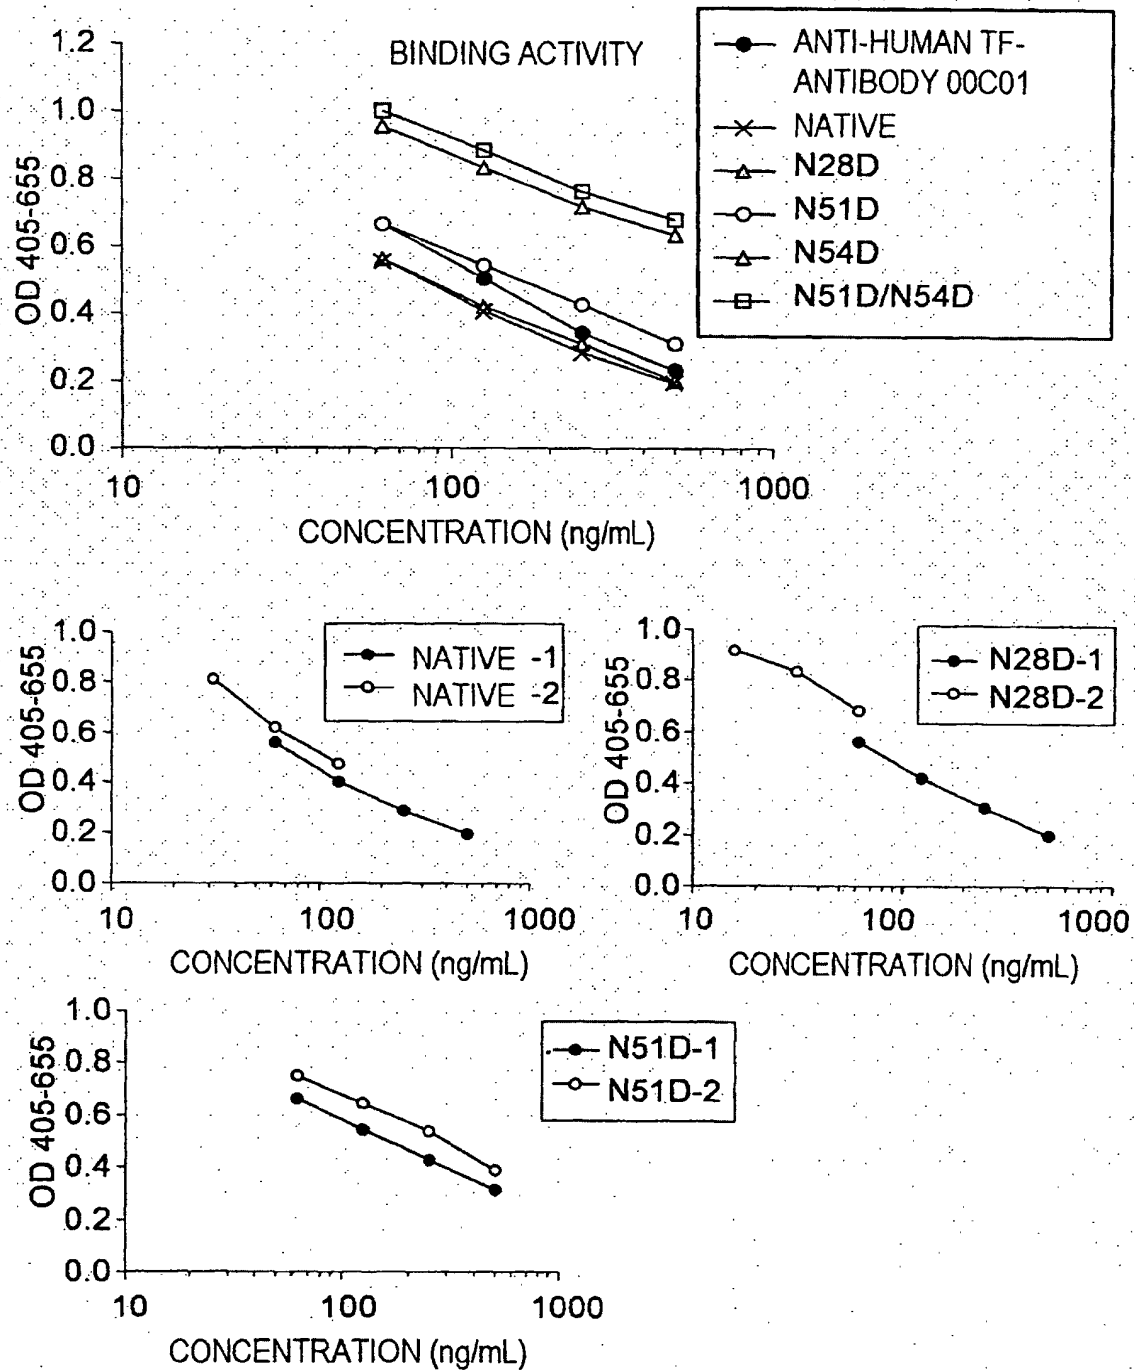 BINDING ACTIVITY
OD 405-655
1.2
1.0
0.8
0.6
0.4
0.2
0.0
10
100
1000
CONCENTRATION (ng/mL)
ANTI-HUMAN TF-
ANTIBODY 00C01
NATIVE
N28D
N51D
N54D
N51D/N54D
OD 405-655
1.0
0.8
0.6
0.4
0.2
0.0
10
100
1000
CONCENTRATION (ng/mL)
NATIVE -1
NATIVE -2
OD 405-655
1.0
0.8
0.6
0.4
0.2
0.0
10
100
1000
CONCENTRATION (ng/mL)
N28D-1
N28D-2
OD 405-655
1.0
0.8
0.6
0.4
0.2
0.0
10
100
1000
CONCENTRATION (ng/mL)
N51D-1
N51D-2